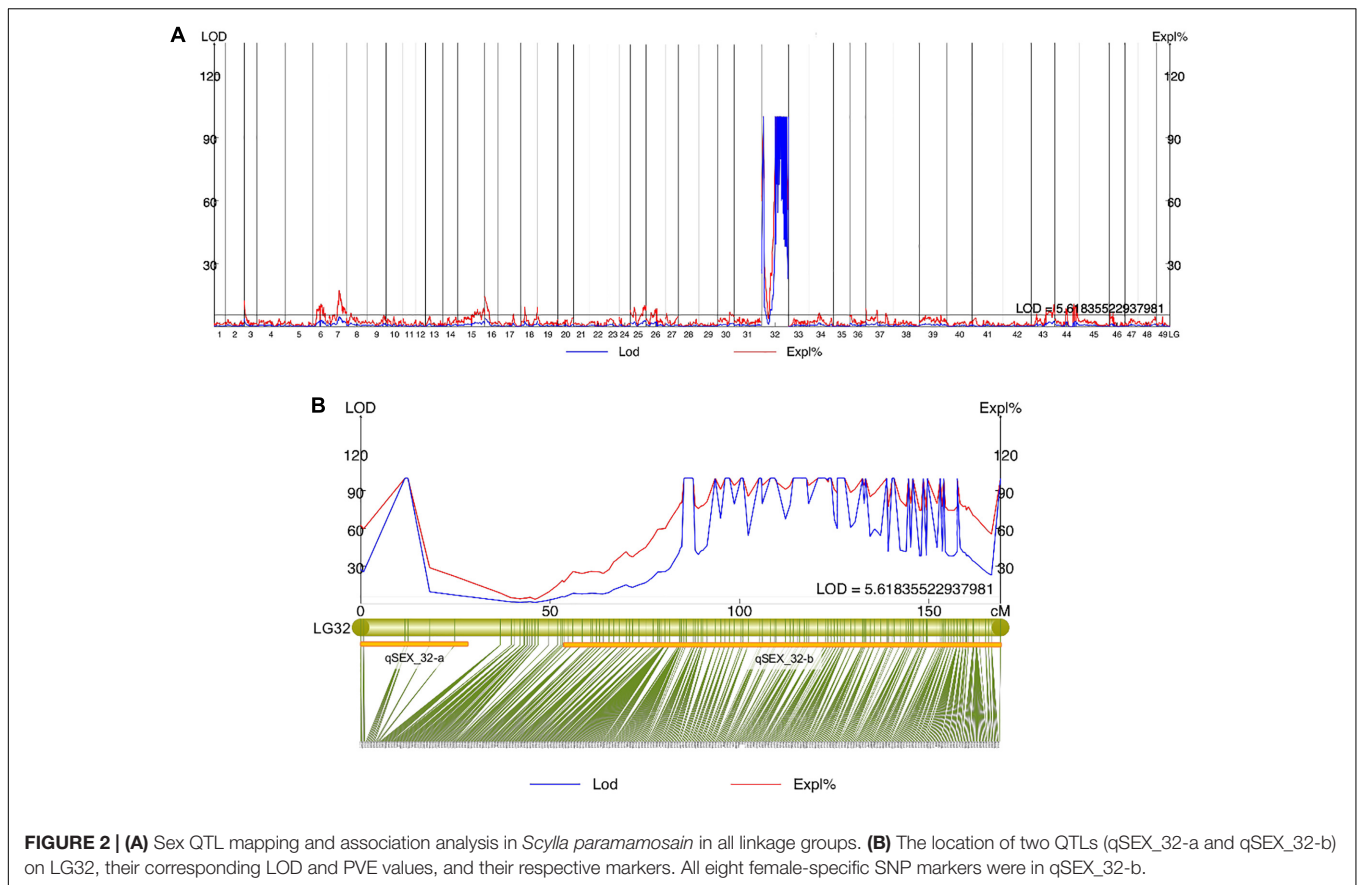 A
LOD
Expl%
120
120
90
90
60
60
30
30
LOD = 5.61835522937981
1 2 3 4 5 6 7 8 9 10 11 12 13 14 15 16 17 18 19 20 21 22 23 24 25 26 27 28 29 30 31 32 33 34 35 36 37 38 39 40 41 42 43 44 45 46 47 48 49 LG
Lod
Expl%
B
LOD
Expl%
120
120
90
90
60
60
30
30
LOD = 5.618355522937981
0
50
100
150
cM
LG32
qSEX_32-a
qSEX_32-b
Lod
Expl%
FIGURE 2 | (A) Sex QTL mapping and association analysis in Scylla paramamosain in all linkage groups. (B) The location of two QTLs (qSEX_32-a and qSEX_32-b)
on LG32, their corresponding LOD and PVE values, and their respective markers. All eight female-specific SNP markers were in qSEX_32-b.